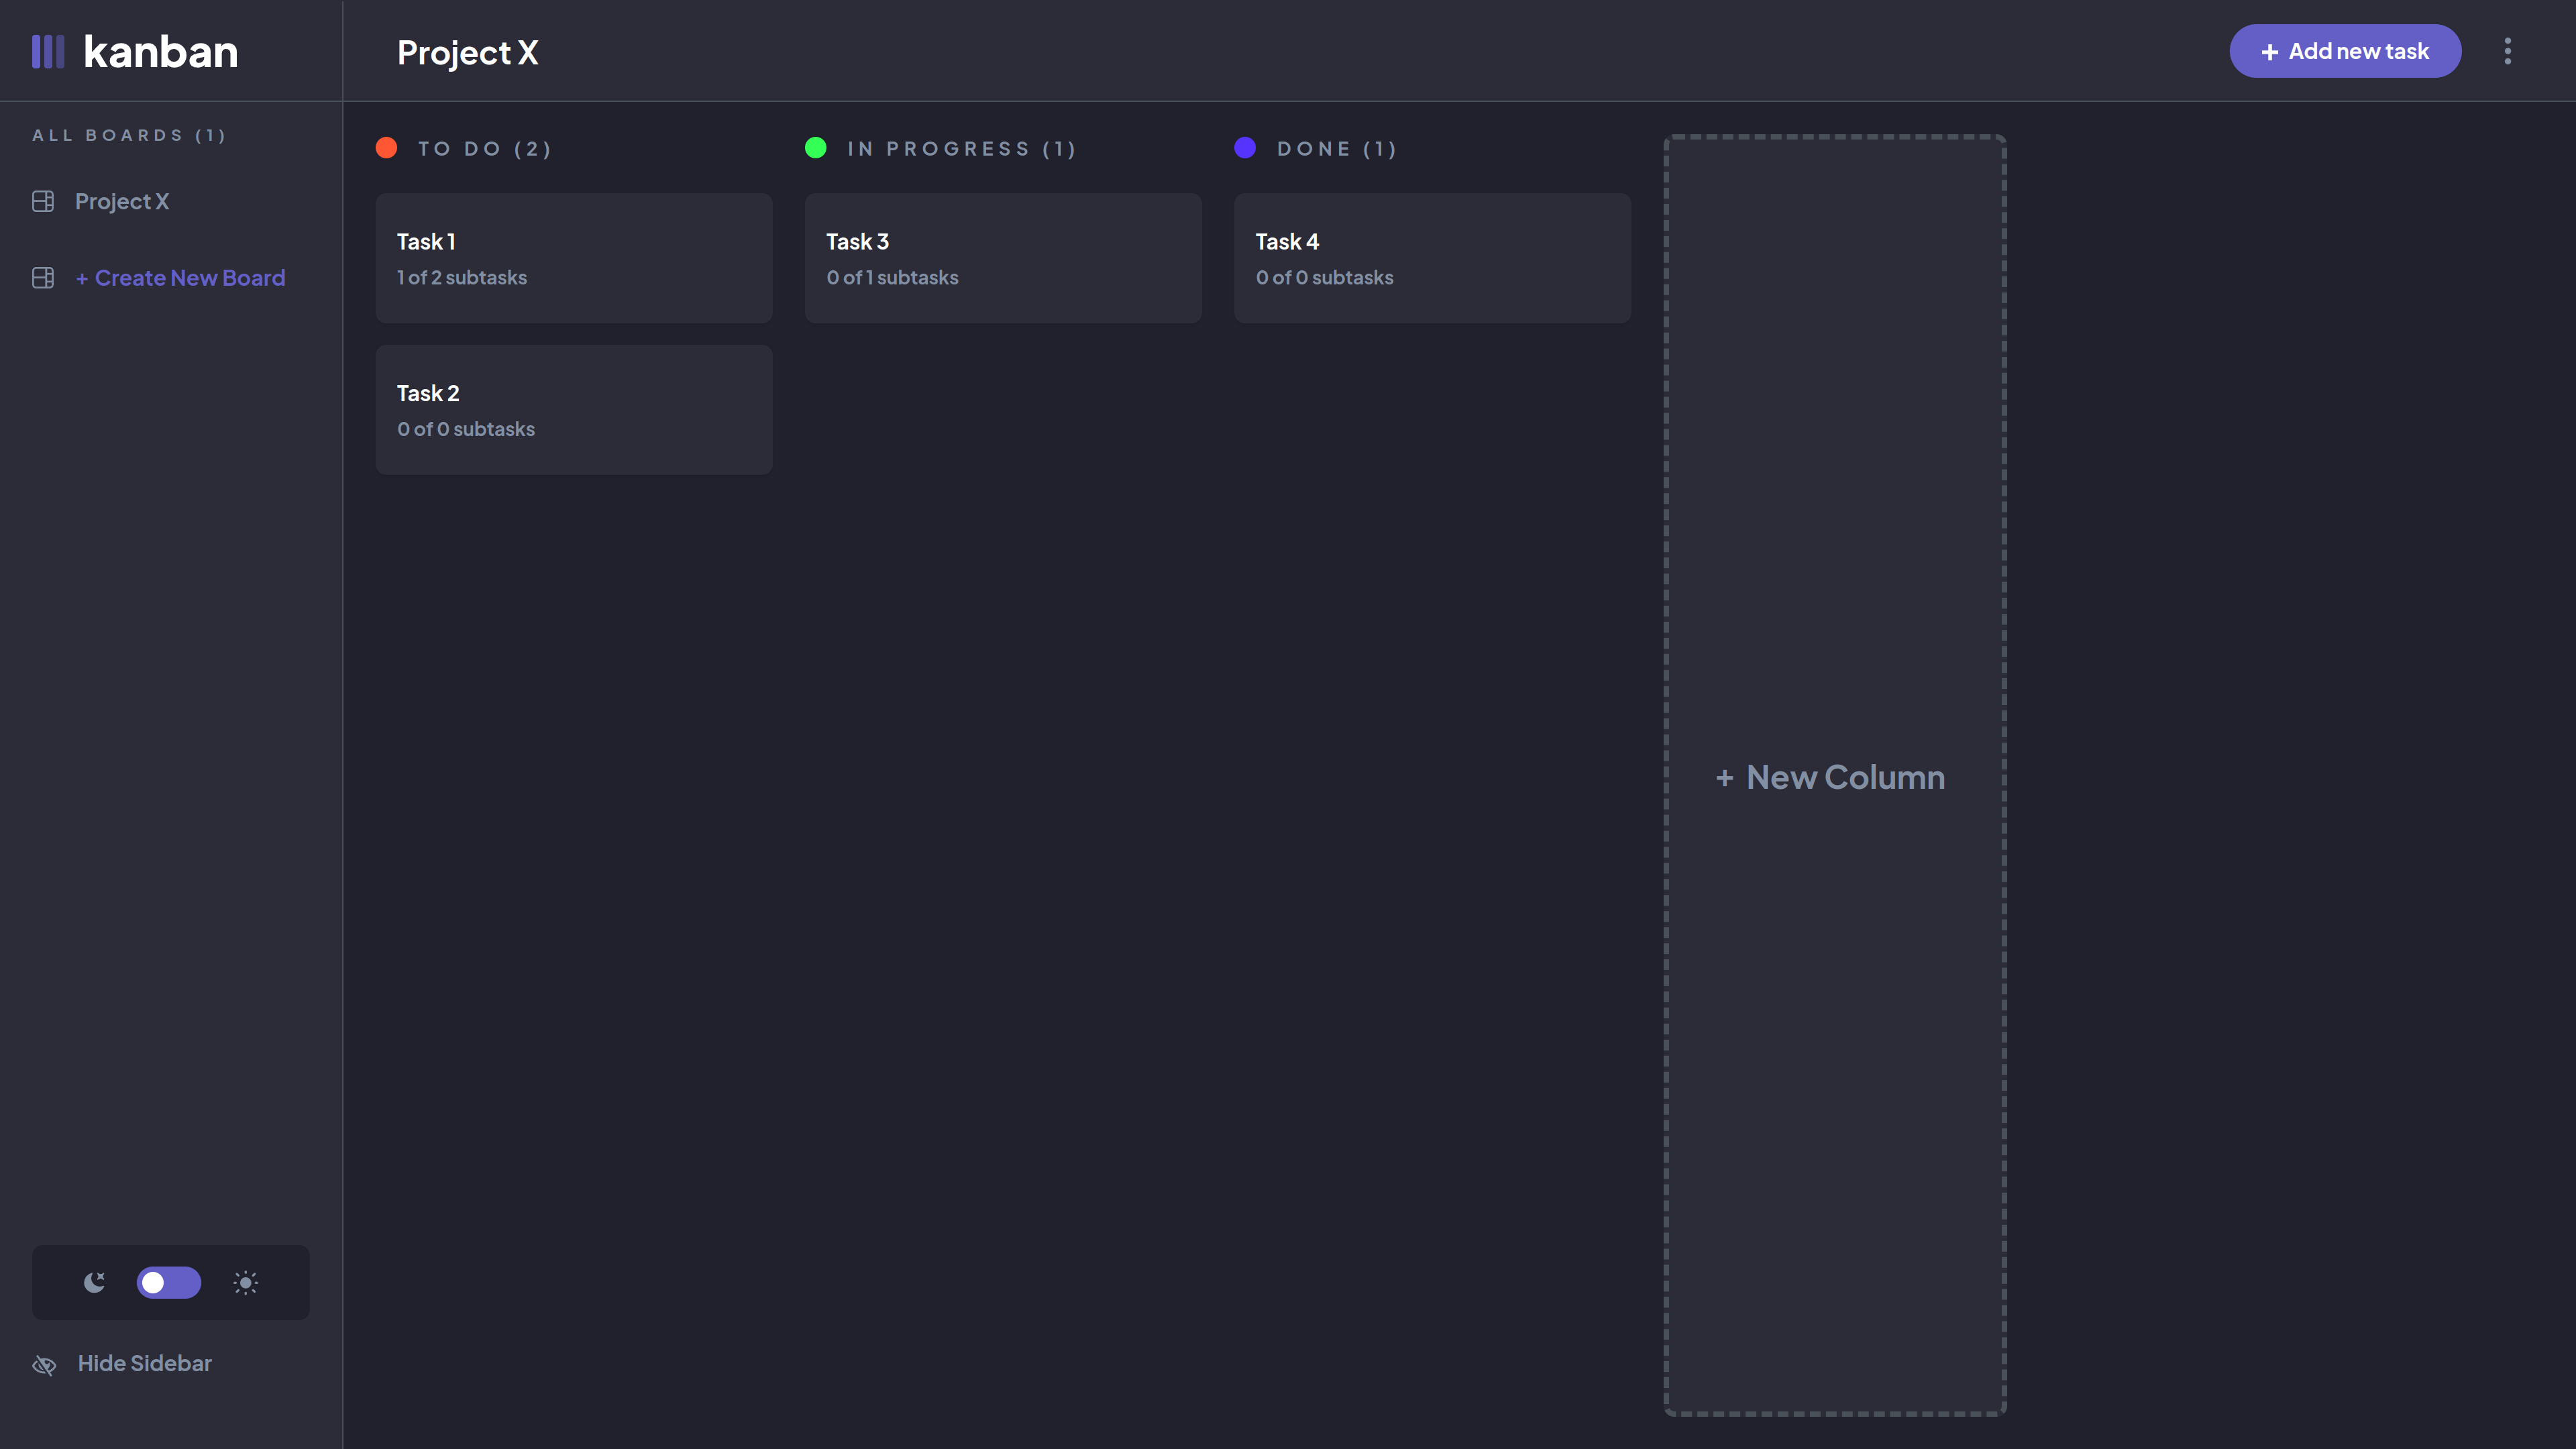 kanban
Project X
+ Add new task
ALL BOARDS (1)
Project X
+ Create New Board
TO DO (2)
Task 1
1 of 2 subtasks
Task 2
0 of 0 subtasks
IN PROGRESS (1)
Task 3
0 of 1 subtasks
DONE (1)
Task 4
0 of 0 subtasks
+ New Column
Hide Sidebar